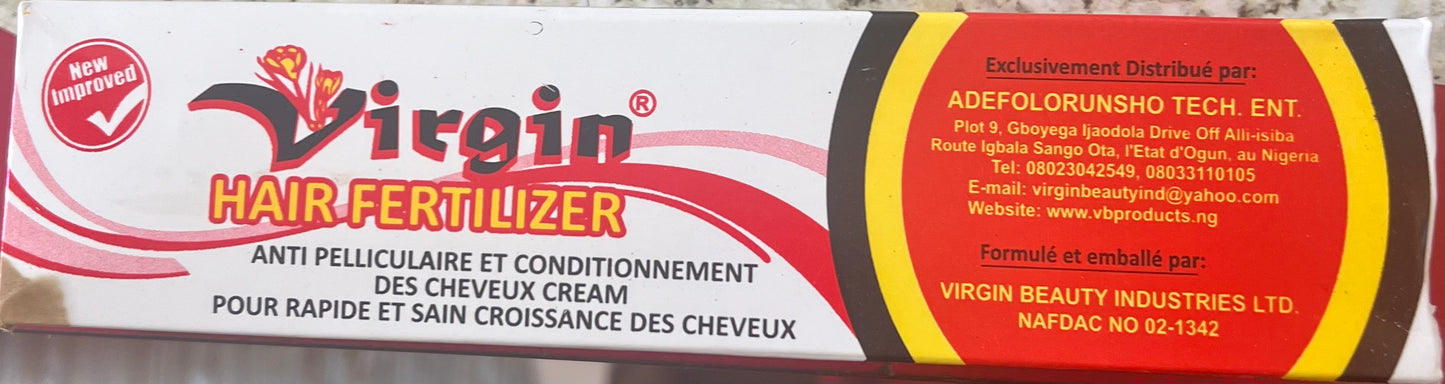 New
Improved
Virgin®
HAIR FERTILIZER
ANTI PELLICULAIRE ET CONDITIONNEMENT
DES CHEVEUX CREAM
POUR RAPIDE ET SAIN CROISSANCE DES CHEVEUX
Exclusivement Distribué par:
ADEFOLORUNSHO TECH. ENT.
Plot 9, Gboyega Ijaodola Drive Off Alli-isiba
Route Igbala Sango Ota, l'Etat d'Ogun, au Nigeria
Tel: 08023042549, 08033110105
E-mail: virginbeautyind@yahoo.com
Website: www.vbproducts.ng
Formulé et emballé par:
VIRGIN BEAUTY INDUSTRIES LTD.
NAFDAC NO 02-1342